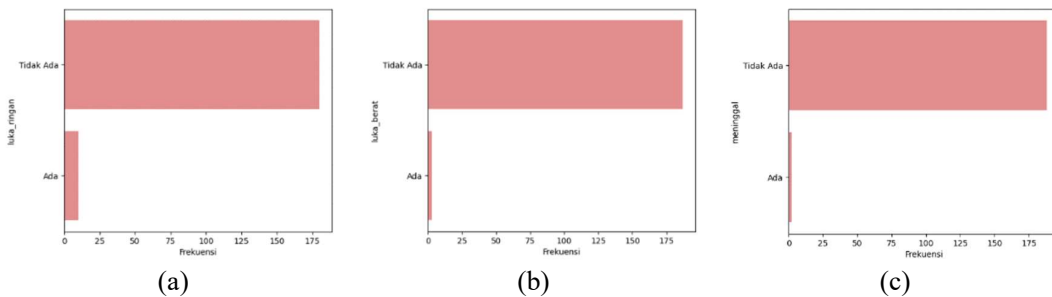 luka_ringan
Tidak Ada
Ada
0 25 50 75 100 125 150 175
Frekuensi
(a)
luka_berat
Tidak Ada
Ada
0 25 50 75 100 125 150 175
Frekuensi
(b)
meninggal
Tidak Ada
Ada
0 25 50 75 100 125 150 175
Frekuensi
(c)